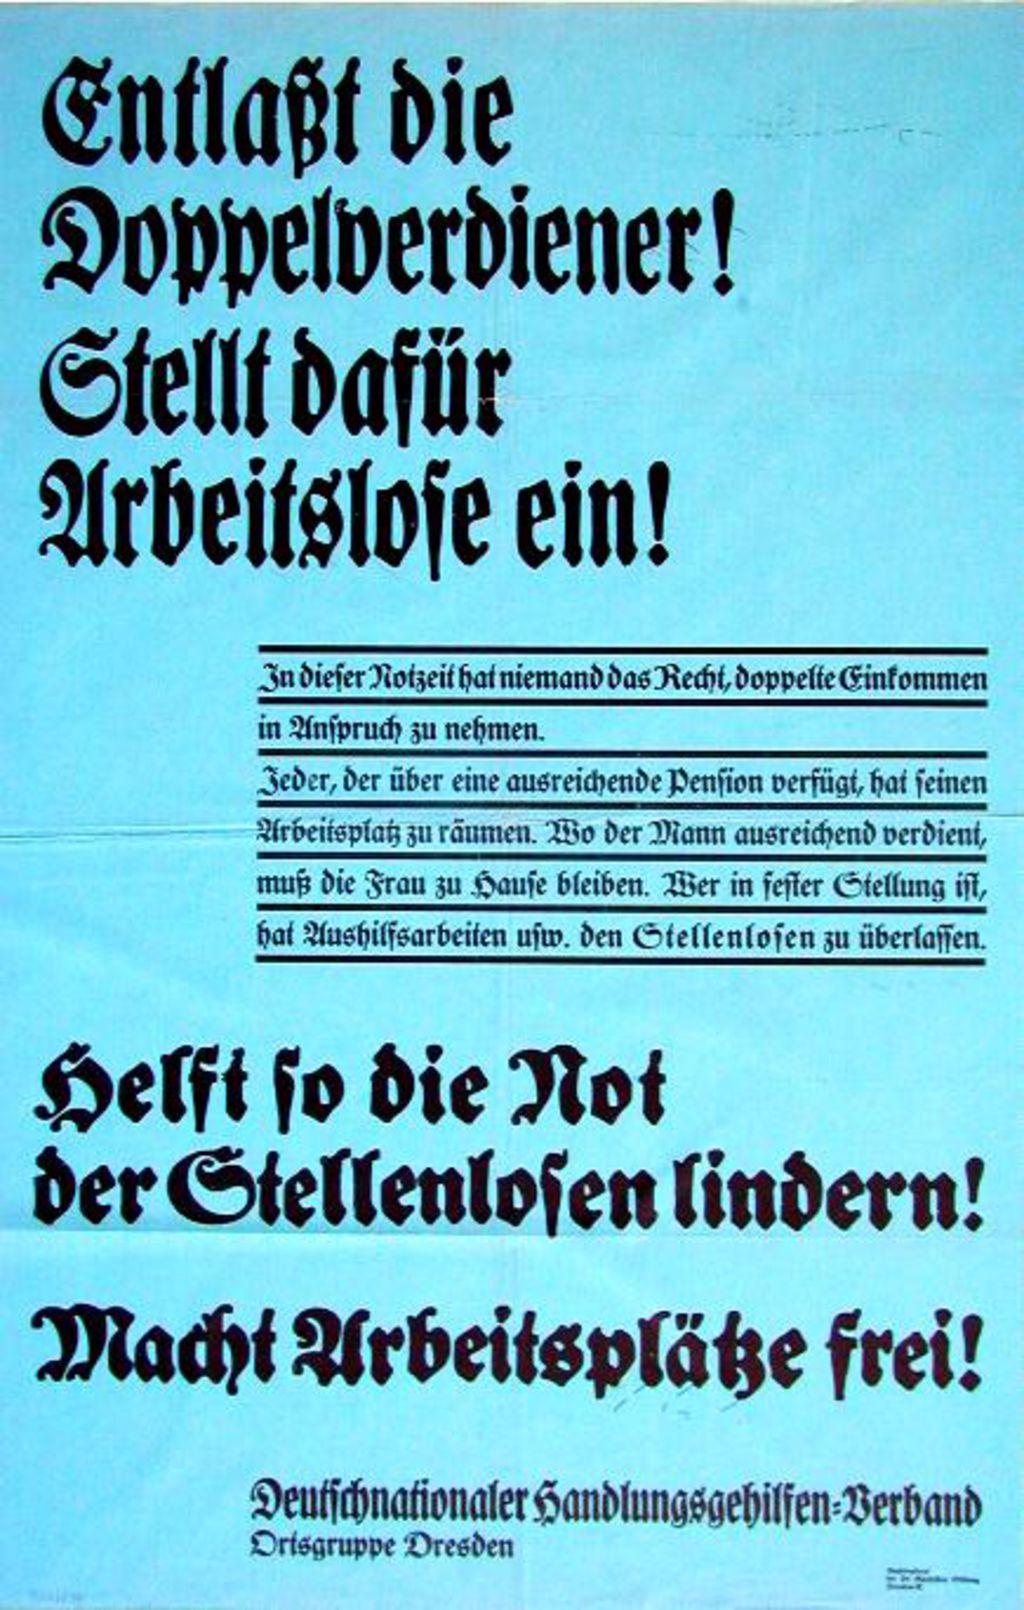 Entlaßt die
Doppelverdiener!
Stellt dafür
Arbeitslose ein!
In dieser Notzeit hat niemand das Recht, doppelte Einkommen
in Anspruch zu nehmen.
Jeder, der über eine ausreichende Pension verfügt, hat seinen
Arbeitsplatz zu räumen. Wo der Mann ausreichend verdient,
muß die Frau zu Hause bleiben. Wer in fester Stellung ist,
hat Aushilfsarbeiten usw. den Stellenlosen zu überlassen.
Helft so die Not
der Stellenlosen lindern!
Macht Arbeitsplätze frei!
Deutschnationaler Handlungsgehilfen-Verband
Ortsgruppe Dresden